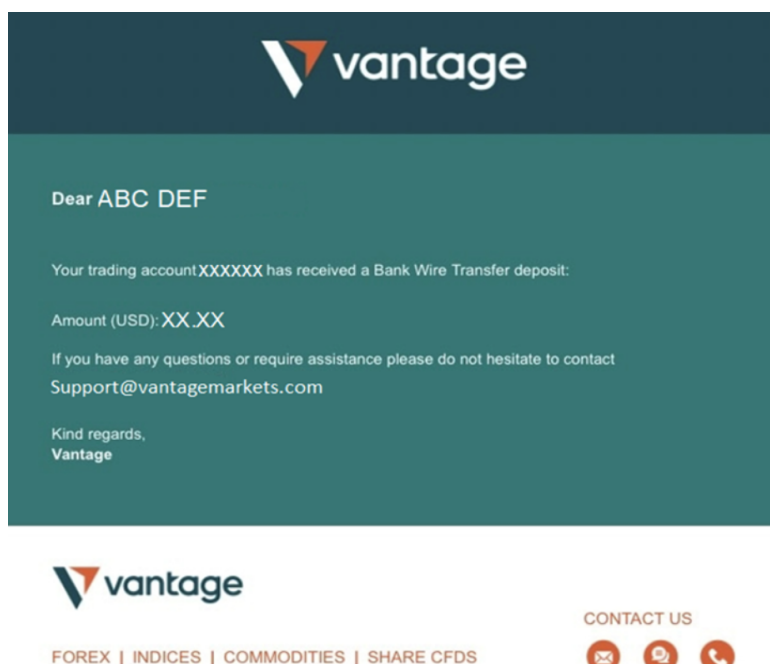 vantage
Dear ABC DEF
Your trading account XXXXXX has received a Bank Wire Transfer deposit:
Amount (USD): XX.XX
If you have any questions or require assistance please do not hesitate to contact
Support@vantagemarkets.com
Kind regards,
Vantage
vantage
CONTACT US
FOREX | INDICES | COMMODITIES | SHARE CFDS